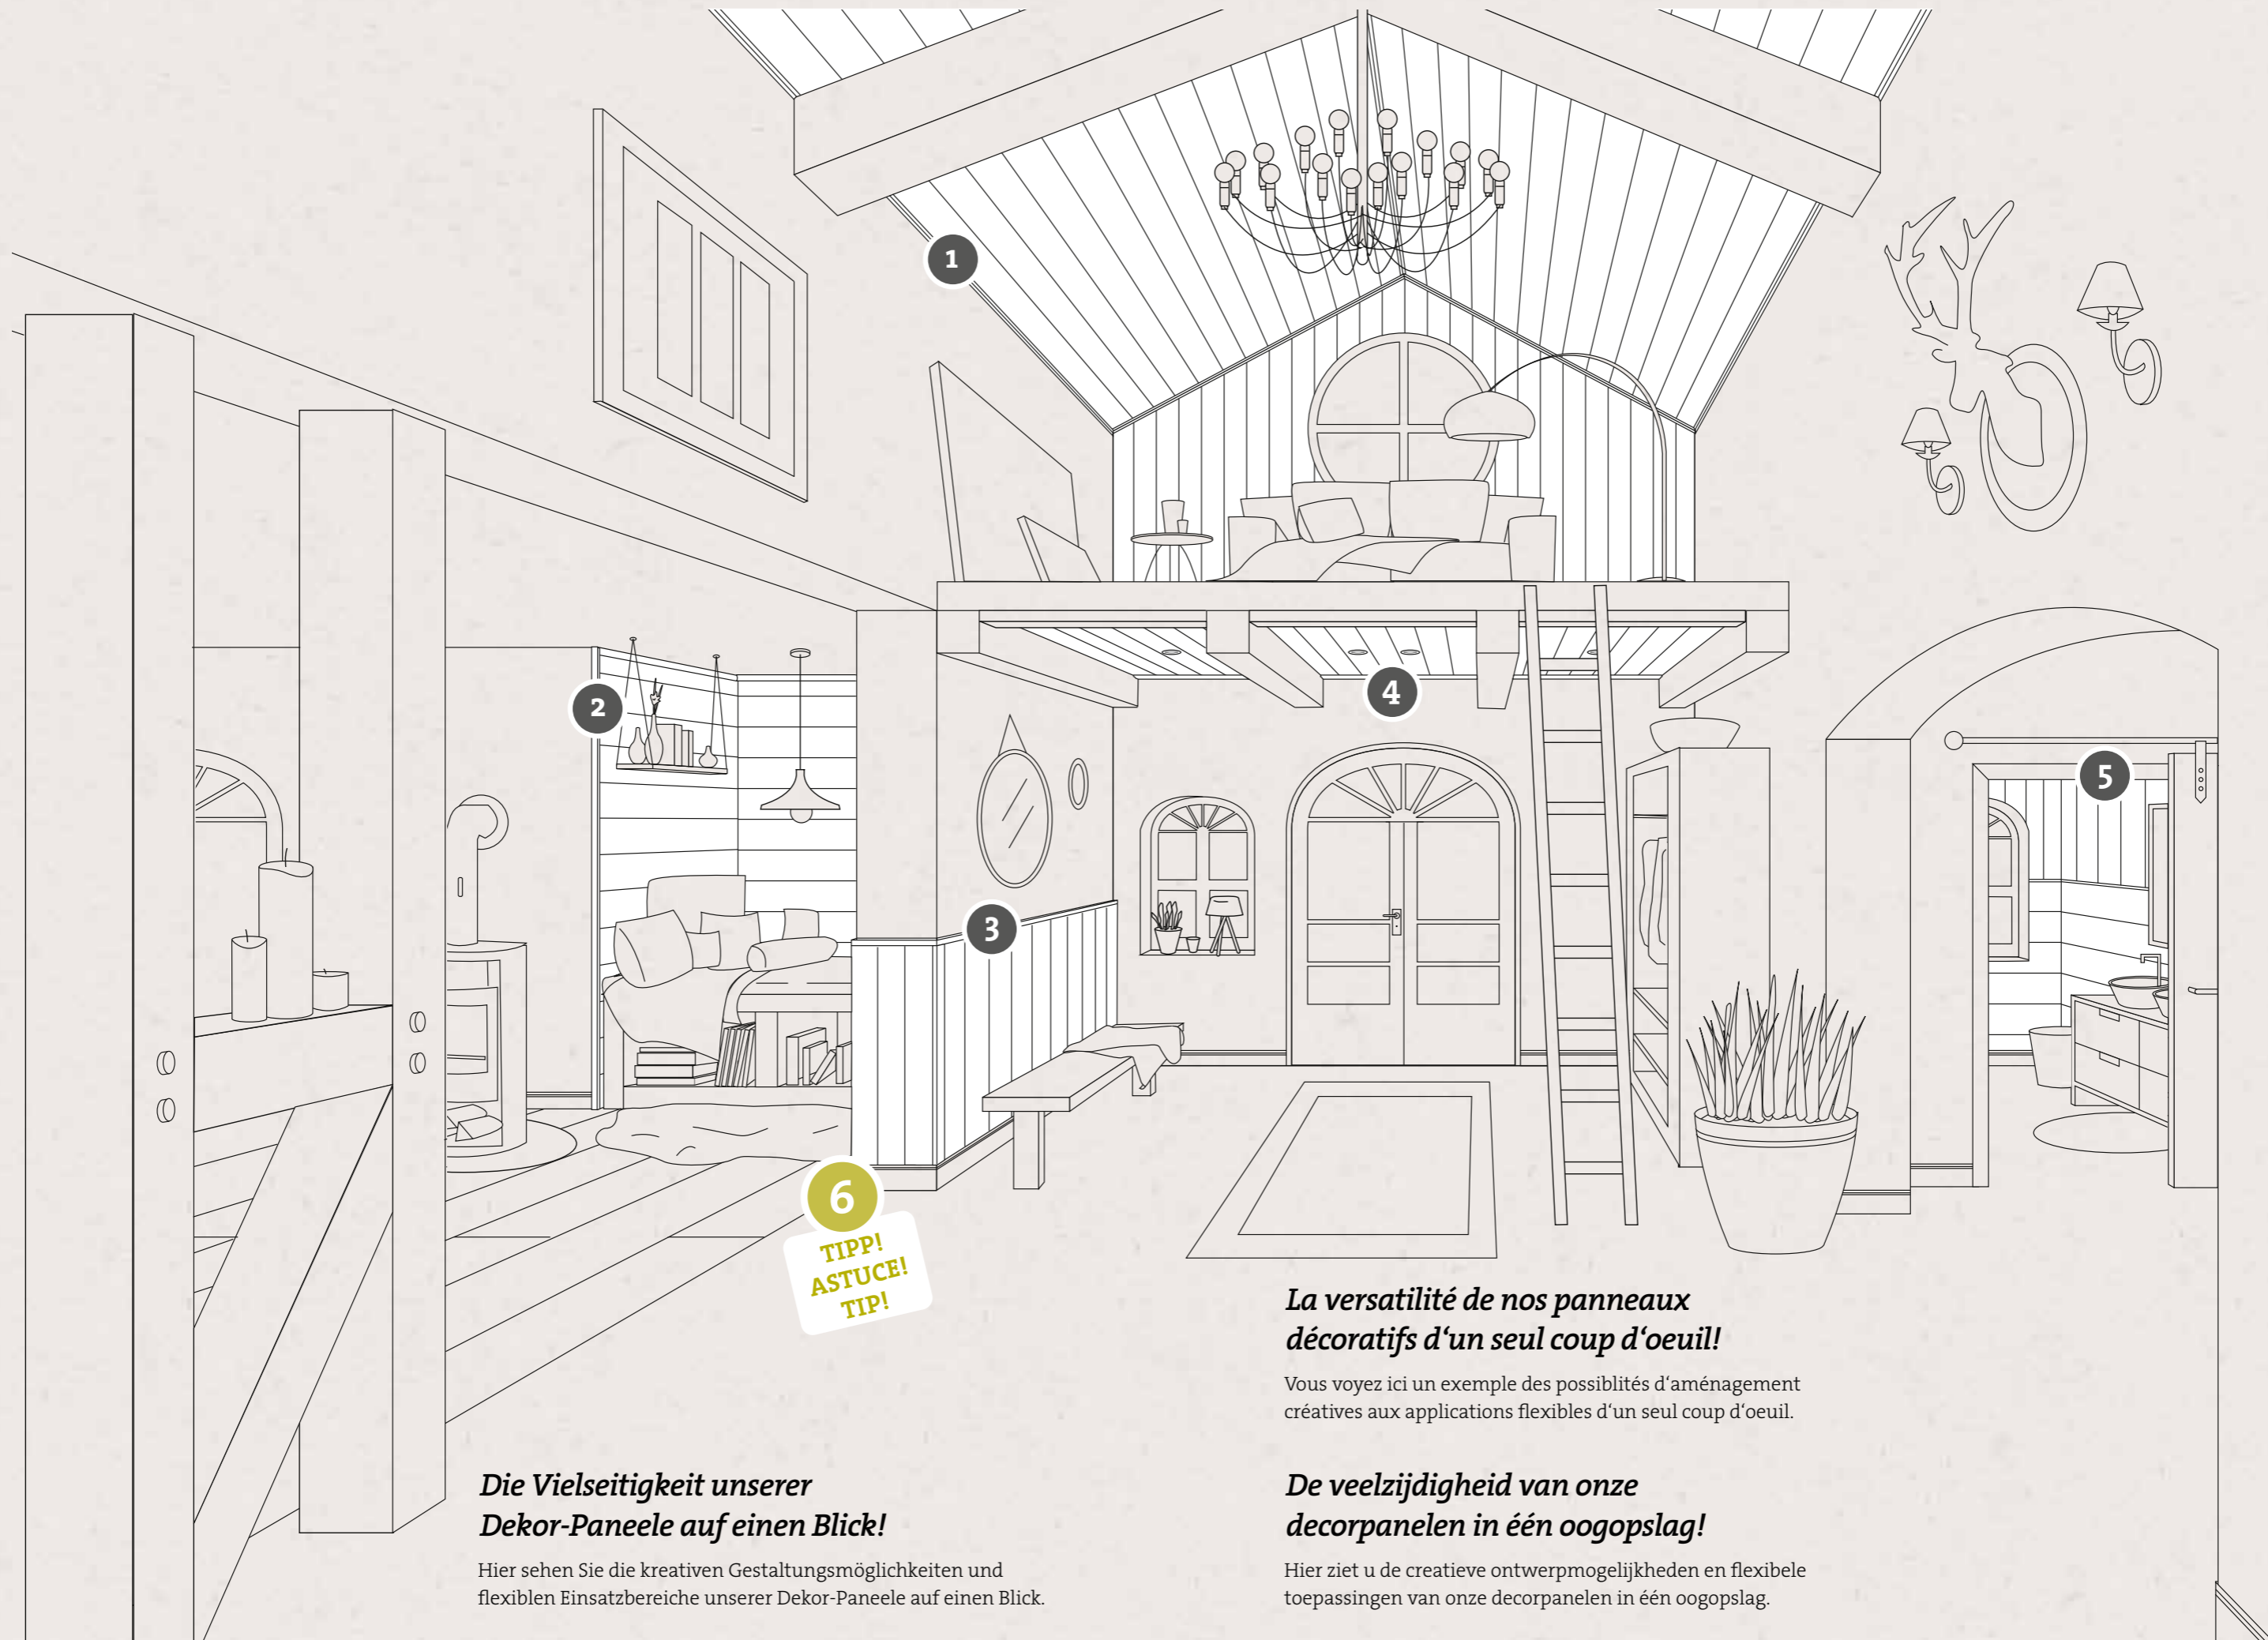 1
2
4
5
3
6
TIPP!
ASTUCE!
TIP!
La versatilité de nos panneaux
décoratifs d‘un seul coup d‘oeuil!
Vous voyez ici un exemple des possiblités d‘aménagement
créatives aux applications flexibles d‘un seul coup d‘oeuil.
Die Vielseitigkeit unserer
Dekor-Paneele auf einen Blick!
Hier sehen Sie die kreativen Gestaltungsmöglichkeiten und
flexiblen Einsatzbereiche unserer Dekor-Paneele auf einen Blick.
De veelzijdigheid van onze
decorpanelen in één oogopslag!
Hier ziet u de creatieve ontwerpmogelijkheden en flexibele
toepassingen van onze decorpanelen in één oogopslag.